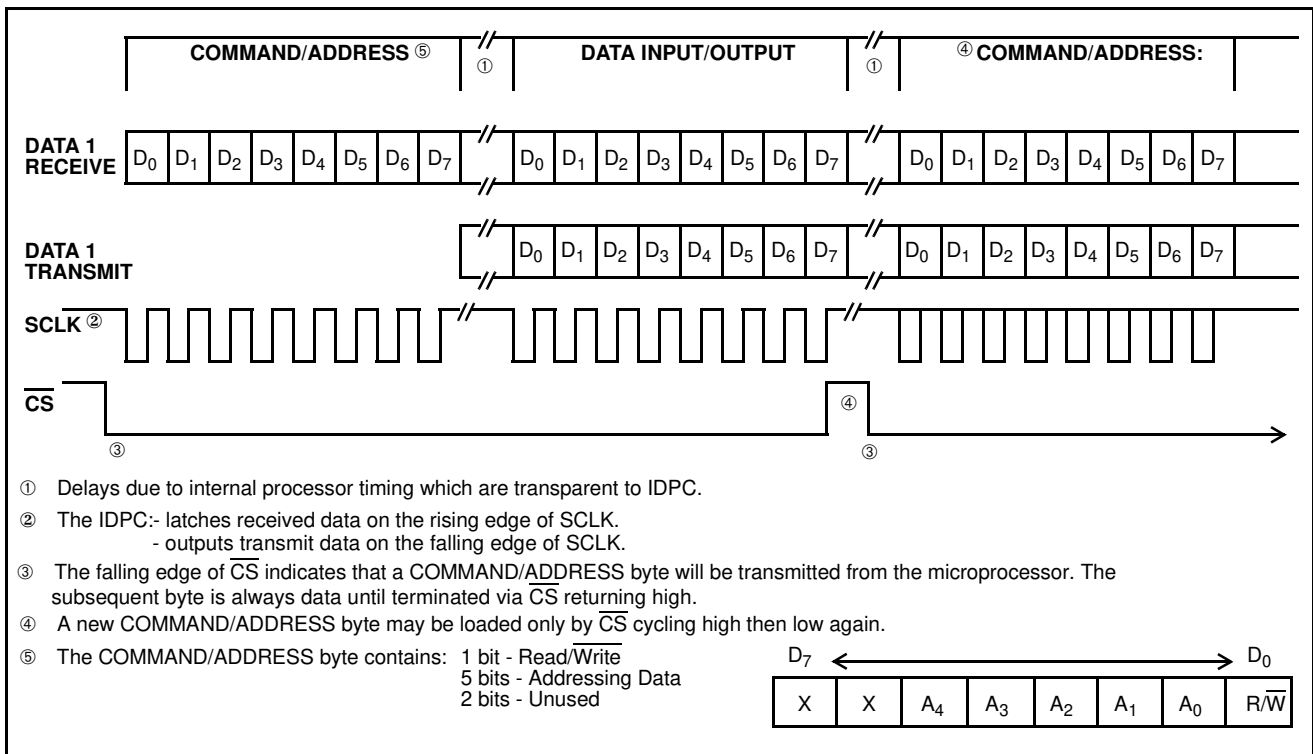 COMMAND/ADDRESS ⑤ ① DATA INPUT/OUTPUT ① ④ COMMAND/ADDRESS:
DATA 1
RECEIVE D0 D1 D2 D3 D4 D5 D6 D7 D0 D1 D2 D3 D4 D5 D6 D7 D0 D1 D2 D3 D4 D5 D6 D7
DATA 1
TRANSMIT D0 D1 D2 D3 D4 D5 D6 D7 D0 D1 D2 D3 D4 D5 D6 D7
SCLK ②
C̅S̅ ④
③ ③
① Delays due to internal processor timing which are transparent to IDPC.
② The IDPC:- latches received data on the rising edge of SCLK.
- outputs transmit data on the falling edge of SCLK.
③ The falling edge of C̅S̅ indicates that a COMMAND/ADDRESS byte will be transmitted from the microprocessor. The
subsequent byte is always data until terminated via C̅S̅ returning high.
④ A new COMMAND/ADDRESS byte may be loaded only by C̅S̅ cycling high then low again.
⑤ The COMMAND/ADDRESS byte contains: 1 bit - Read/W̅r̅i̅t̅e̅
5 bits - Addressing Data
2 bits - Unused
D7 D0
X X A4 A3 A2 A1 A0 R/W̅